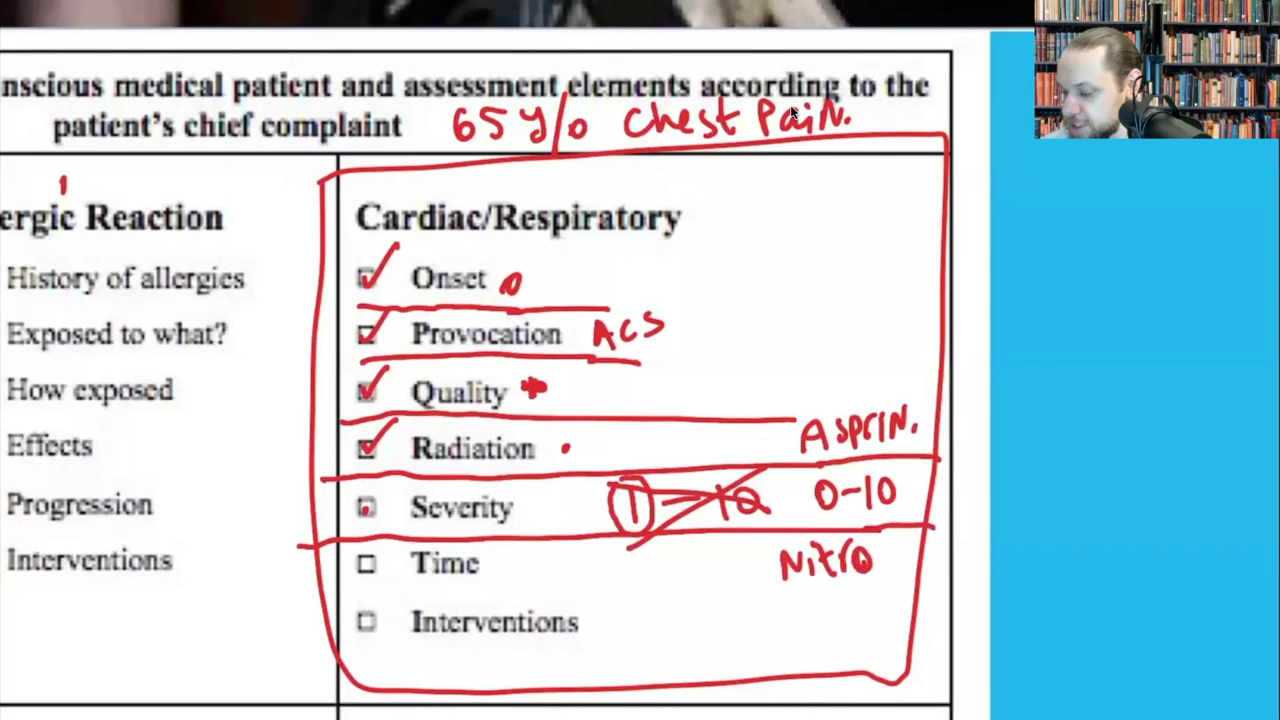 nscious medical patient and assessment elements according to the
patient's chief complaint 65 y/o Chest PaiN.
ergic Reaction
History of allergies
Exposed to what?
How exposed
Effects
Progression
Interventions
Cardiac/Respiratory
Onset
Provocation ACS
Quality
Radiation AsprIN.
Severity 1-10 0-10
Time Nitro
Interventions